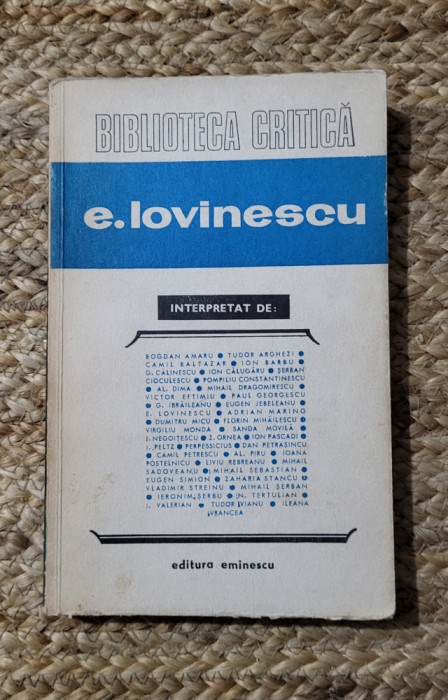 BIBLIOTECA CRITICĂ
e.lovinescu
INTERPRETAT DE:
BOGDAN AMARU ● TUDOR ARGHEZI ●
CAMIL BALTAZAR ● ION BARBU ●
G. CĂLINESCU ● ION CĂLUGĂRU ● ȘERBAN
CIOCULESCU ● POMPILIU CONSTANTINESCU
● AL. DIMA ● MIHAIL DRAGOMIRESCU ●
VICTOR EFTIMIU ● PAUL GEORGESCU
● G. IBRĂILEANU ● EUGEN JEBELEANU ●
E. LOVINESCU ● ADRIAN MARINO
● DUMITRU MICU ● FLORIN MIHĂILESCU ●
VIRGILIU MONDA ● SANDA MOVILĂ ●
I. NEGOIȚESCU ● Z. ORNEA ● ION PASCADI ●
I. PELTZ ● PERPESSICIUS ● DAN PETRAȘINCU
● CAMIL PETRESCU ● AL. PIRU ● IOANA
POSTELNICU ● LIVIU REBREANU ● MIHAIL
SADOVEANU ● MIHAIL SEBASTIAN ●
EUGEN SIMION ● ZAHARIA STANCU ●
VLADIMIR STREINU ● MIHAIL ȘERBAN
● IERONIM ȘERBU ● N. TERTULIAN ●
I. VALERIAN ● TUDOR VIANU ● ILEANA
VRANCEA
editura eminescu